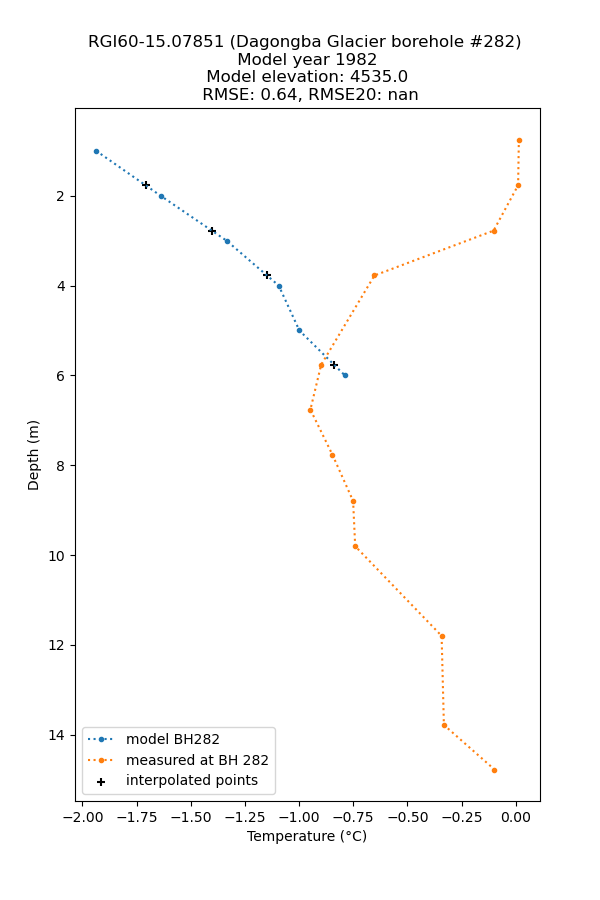 RGI60-15.07851 (Dagongba Glacier borehole #282)
Model year 1982
Model elevation: 4535.0
RMSE: 0.64, RMSE20: nan
Depth (m)
2
4
6
8
10
12
14
model BH282
measured at BH 282
interpolated points
−2.00 −1.75 −1.50 −1.25 −1.00 −0.75 −0.50 −0.25 0.00
Temperature (°C)